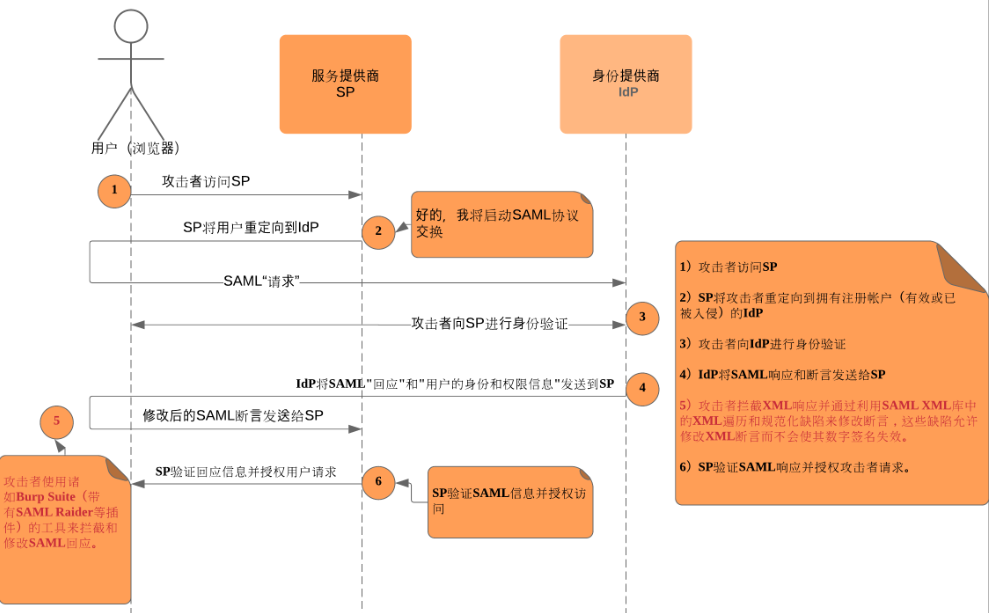 服务提供商
SP
身份提供商
IdP
用户（浏览器）
1
攻击者访问SP
SP将用户重定向到IdP
2
好的，我将启动SAML协议
交换
SAML“请求”
3
攻击者向SP进行身份验证
IdP将SAML"回应"和"用户的身份和权限信息"发送到SP
4
5
修改后的SAML断言发送给SP
SP验证回应信息并授权用户请求
6
SP验证SAML信息并授权访
问
攻击者使用诸
如Burp Suite（带
有SAML Raider等插
件）的工具来拦截和
修改SAML回应。
1）攻击者访问SP
2）SP将攻击者重定向到拥有注册帐户（有效或已
被入侵）的IdP
3）攻击者向IdP进行身份验证
4）IdP将SAML响应和断言发送给SP
5）攻击者拦截XML响应并通过利用SAML XML库中
的XML遍历和规范化缺陷来修改断言，这些缺陷允许
修改XML断言而不会使其数字签名失效。
6）SP验证SAML响应并授权攻击者请求。